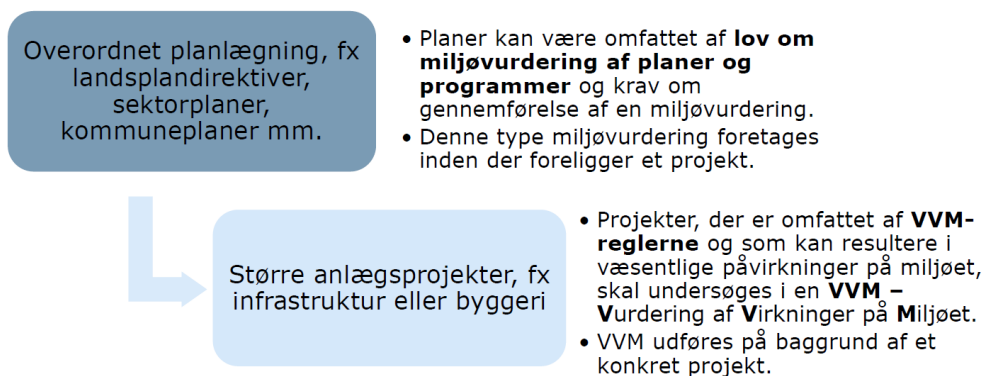 Overordnet planlægning, fx
landsplandirektiver,
sektorplaner,
kommuneplaner mm.
• Planer kan være omfattet af lov om
miljøvurdering af planer og
programmer og krav om
gennemførelse af en miljøvurdering.
• Denne type miljøvurdering foretages
inden der foreligger et projekt.
Større anlægsprojekter, fx
infrastruktur eller byggeri
• Projekter, der er omfattet af VVM-
reglerne og som kan resultere i
væsentlige påvirkninger på miljøet,
skal undersøges i en VVM –
Vurdering af Virkninger på Miljøet.
• VVM udføres på baggrund af et
konkret projekt.